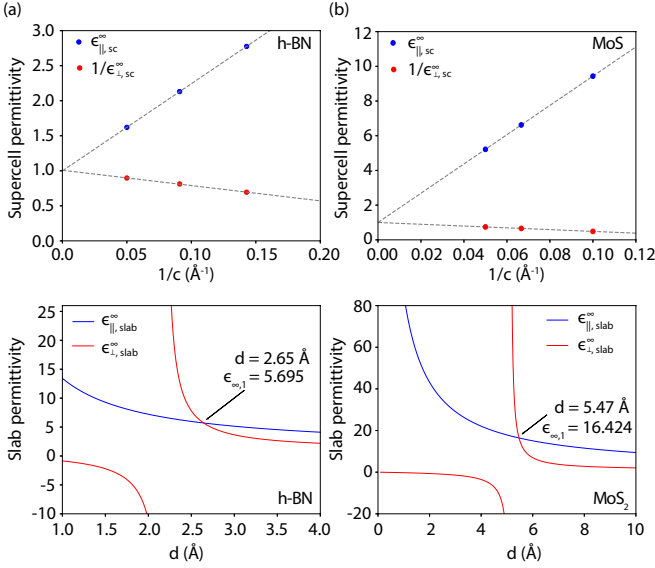 (a)
3.0
2.5
2.0
1.5
1.0
0.5
0.0
Supercell permittivity
ϵ∞||, sc
1/ϵ∞⊥, sc
h-BN
0.0
0.05
0.10
0.15
0.20
1/c (Å-1)
(b)
12
10
8
6
4
2
0
Supercell permittivity
ϵ∞||, sc
1/ϵ∞⊥, sc
MoS
0.00
0.02
0.04
0.06
0.08
0.10
0.12
1/c (Å-1)
25
20
15
10
5
0
-5
-10
Slab permittivity
ϵ∞||, slab
ϵ∞⊥, slab
d = 2.65 Å
ϵ∞,1 = 5.695
h-BN
1.0
1.5
2.0
2.5
3.0
3.5
4.0
d (Å)
80
60
40
20
0
-20
Slab permittivity
ϵ∞||, slab
ϵ∞⊥, slab
d = 5.47 Å
ϵ∞,1 = 16.424
MoS2
0
2
4
6
8
10
d (Å)